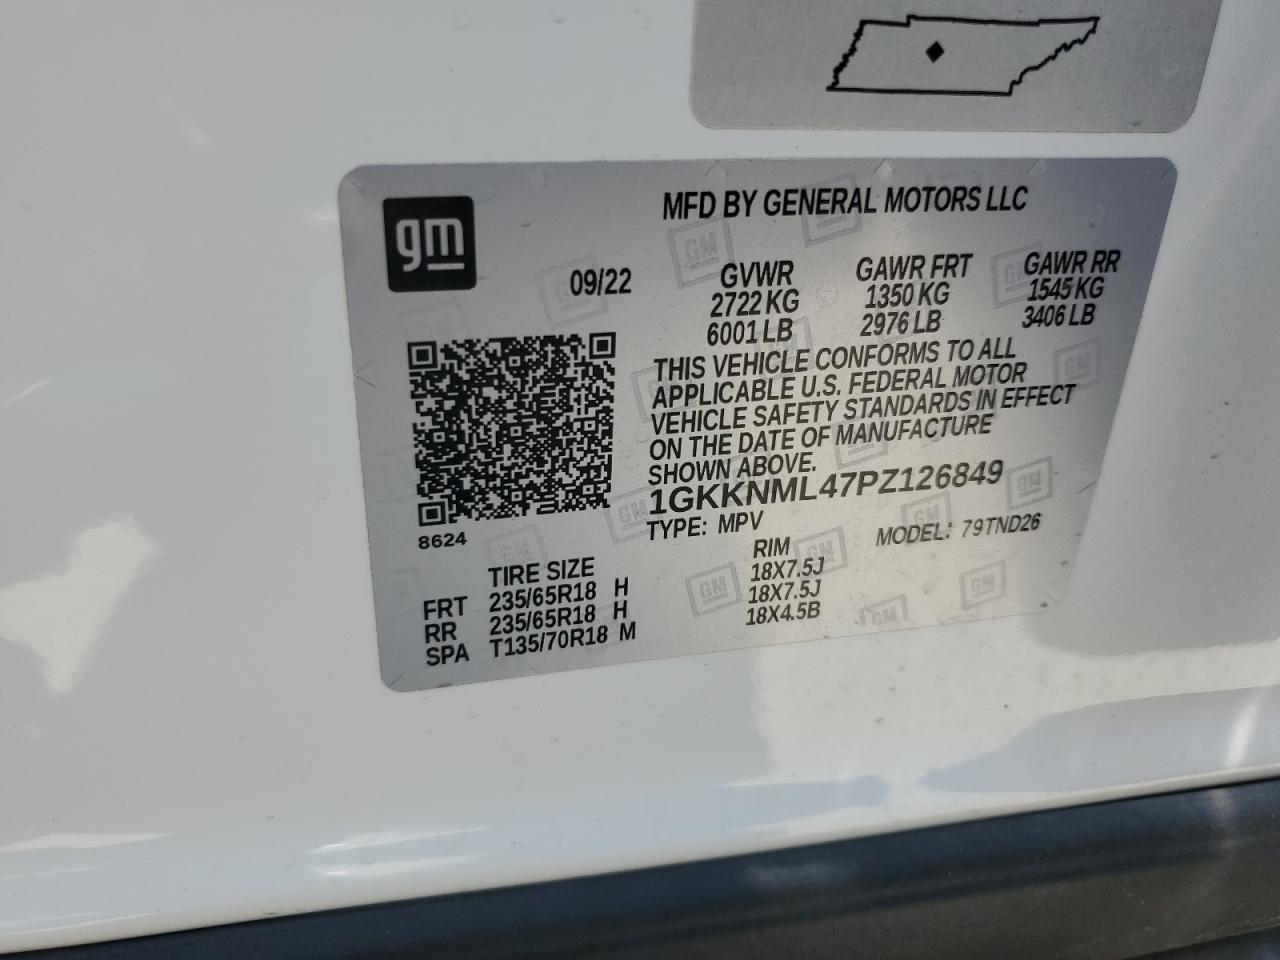 gm
MFD BY GENERAL MOTORS LLC
09/22
GVWR GAWR FRT GAWR RR
2722 KG 1350 KG 1545 KG
6001 LB 2976 LB 3406 LB
THIS VEHICLE CONFORMS TO ALL
APPLICABLE U.S. FEDERAL MOTOR
VEHICLE SAFETY STANDARDS IN EFFECT
ON THE DATE OF MANUFACTURE
SHOWN ABOVE.
1GKKNML47PZ126849
TYPE: MPV MODEL: 79TND26
8624
TIRE SIZE RIM
FRT 235/65R18 H 18X7.5J
RR 235/65R18 H 18X7.5J
SPA T135/70R18 M 18X4.5B